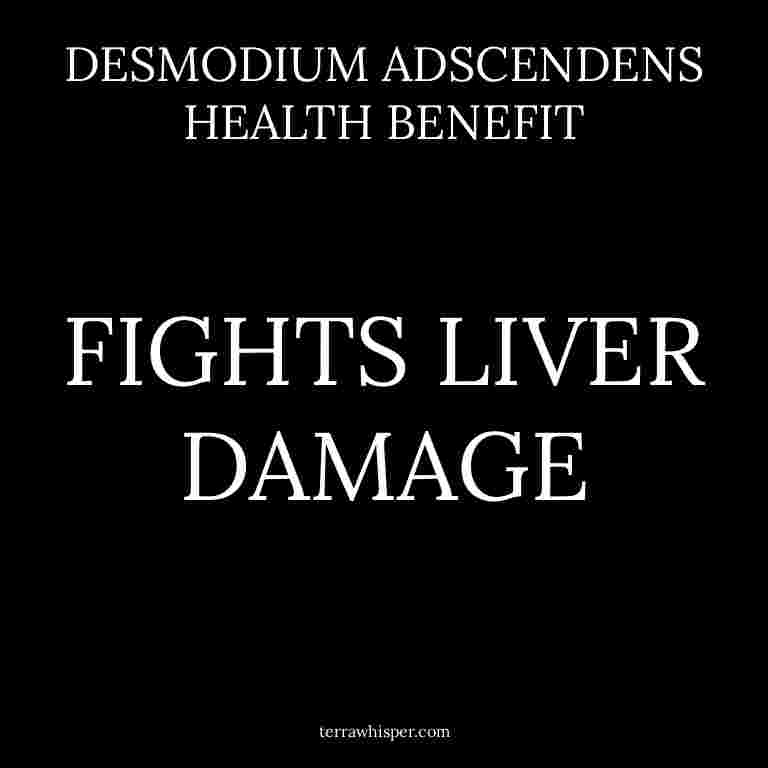 DESMODIUM ADSCENDENS
HEALTH BENEFIT
FIGHTS LIVER
DAMAGE
terrawhisper.com